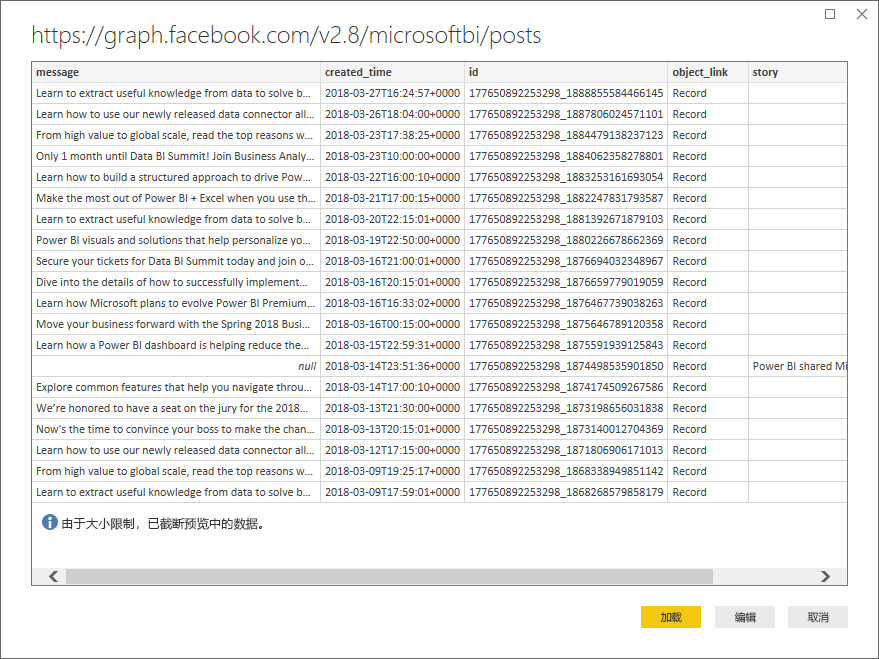 https://graph.facebook.com/v2.8/microsoftbi/posts
message created_time id object_link story
Learn to extract useful knowledge from data to solve b... 2018-03-27T16:24:57+0000 177650892253298_1888855584466145 Record
Learn how to use our newly released data connector all... 2018-03-26T18:04:00+0000 177650892253298_1887806024571101 Record
From high value to global scale, read the top reasons w... 2018-03-23T17:38:25+0000 177650892253298_1884479138237123 Record
Only 1 month until Data BI Summit! Join Business Analy... 2018-03-23T10:00:00+0000 177650892253298_1884062358278801 Record
Learn how to build a structured approach to drive Pow... 2018-03-22T16:00:10+0000 177650892253298_1883253161693054 Record
Make the most out of Power BI + Excel when you use th... 2018-03-21T17:00:15+0000 177650892253298_1882247831793587 Record
Learn to extract useful knowledge from data to solve b... 2018-03-20T22:15:01+0000 177650892253298_1881392671879103 Record
Power BI visuals and solutions that help personalize yo... 2018-03-19T22:50:00+0000 177650892253298_1880226678662369 Record
Secure your tickets for Data BI Summit today and join o... 2018-03-16T21:00:01+0000 177650892253298_1876694032348967 Record
Dive into the details of how to successfully implement... 2018-03-16T20:15:01+0000 177650892253298_1876659779019059 Record
Learn how Microsoft plans to evolve Power BI Premium... 2018-03-16T16:33:02+0000 177650892253298_1876467739038263 Record
Move your business forward with the Spring 2018 Busi... 2018-03-16T00:15:00+0000 177650892253298_1875646789120358 Record
Learn how a Power BI dashboard is helping reduce the... 2018-03-15T22:59:31+0000 177650892253298_1875591939125843 Record
null 2018-03-14T23:51:36+0000 177650892253298_1874498535901850 Record Power BI shared Mi
Explore common features that help you navigate throu... 2018-03-14T17:00:10+0000 177650892253298_1874174509267586 Record
We're honored to have a seat on the jury for the 2018... 2018-03-13T21:30:00+0000 177650892253298_1873198656031838 Record
Now's the time to convince your boss to make the chan... 2018-03-13T20:15:01+0000 177650892253298_1873140012704369 Record
Learn how to use our newly released data connector all... 2018-03-12T17:15:00+0000 177650892253298_1871806906171013 Record
From high value to global scale, read the top reasons w... 2018-03-09T19:25:17+0000 177650892253298_1868338949851142 Record
Learn to extract useful knowledge from data to solve b... 2018-03-09T17:59:01+0000 177650892253298_1868268579858179 Record
由于大小限制，已截断预览中的数据。
加载 编辑 取消